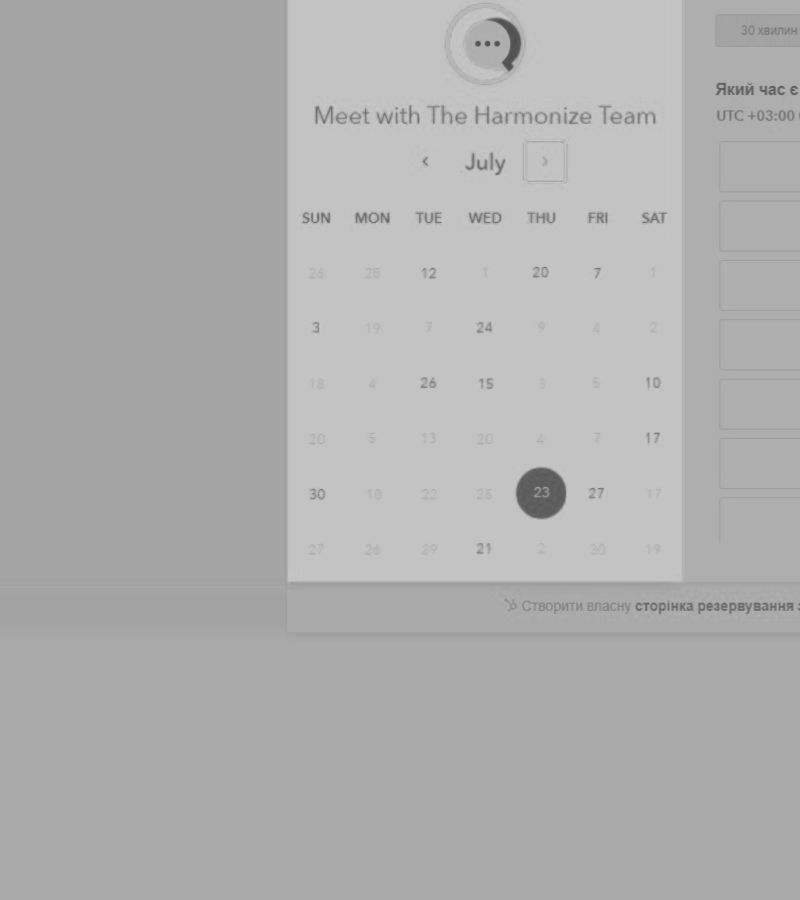 Meet with The Harmonize Team
‹ July ›
SUN MON TUE WED THU FRI SAT
26 28 12 1 20 7 1
3 19 7 24 9 4 2
18 4 26 15 3 5 10
20 5 13 20 4 7 17
30 18 22 25 23 27 17
27 26 29 21 2 30 19
30 хвилин
Який час є
UTC +03:00
Створити власну сторінка резервування з